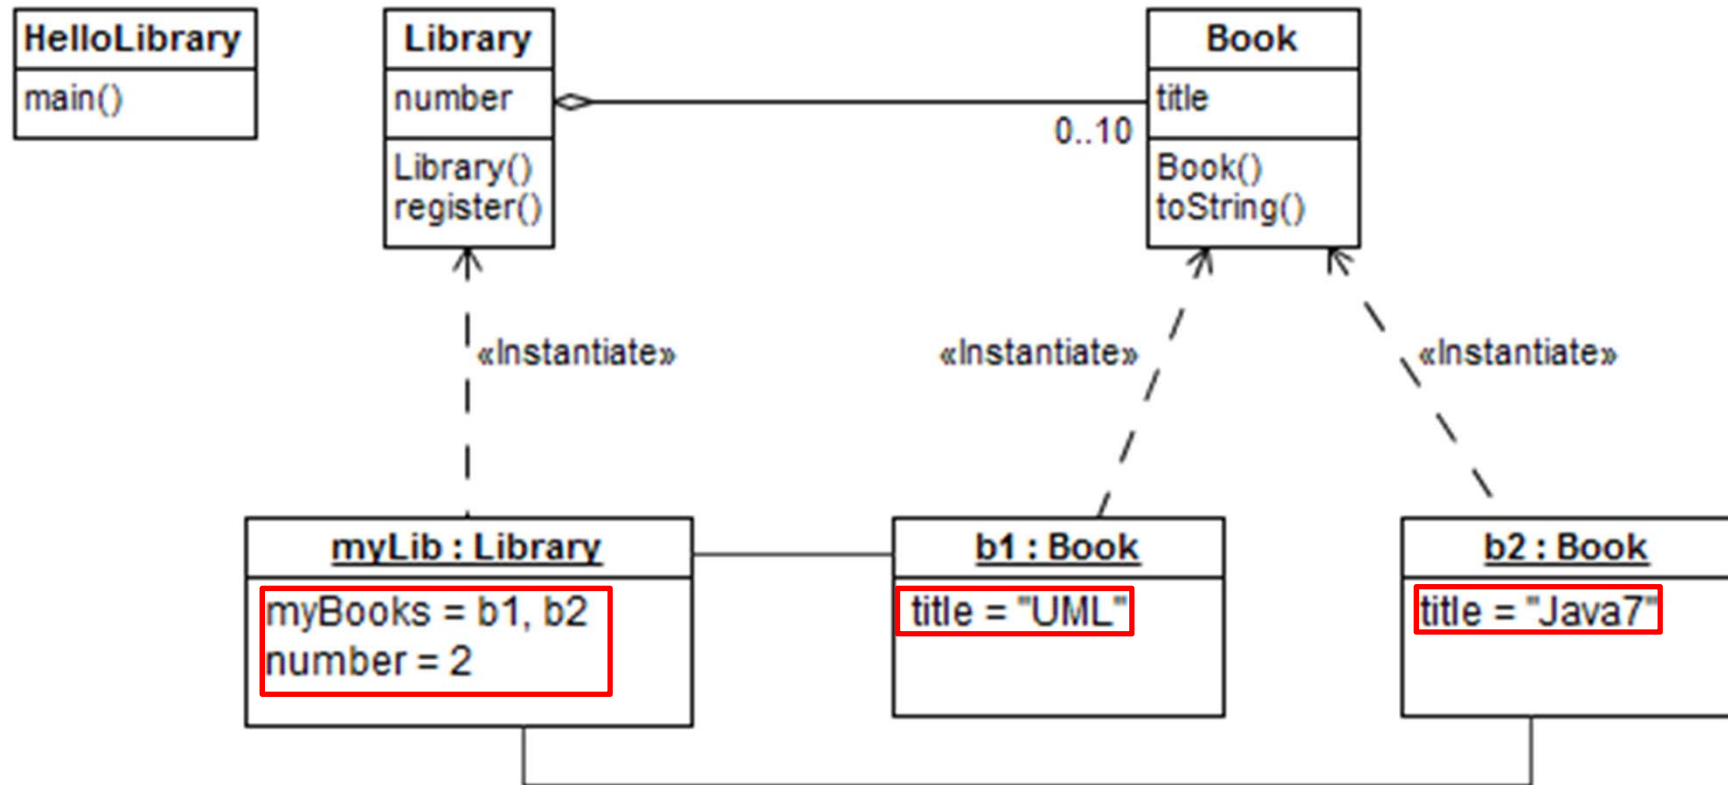 HelloLibrary
main()
Library
number
Library()
register()
0..10
Book
title
Book()
toString()
«Instantiate»
«Instantiate»
«Instantiate»
myLib : Library
myBooks = b1, b2
number = 2
b1 : Book
title = "UML"
b2 : Book
title = "Java7"